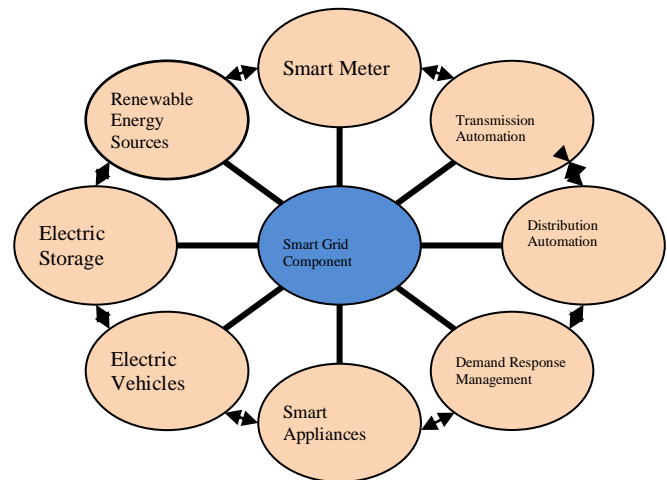 Smart Meter
Renewable
Energy
Sources
Transmission
Automation
Electric
Storage
Smart Grid
Component
Distribution
Automation
Electric
Vehicles
Demand Response
Management
Smart
Appliances